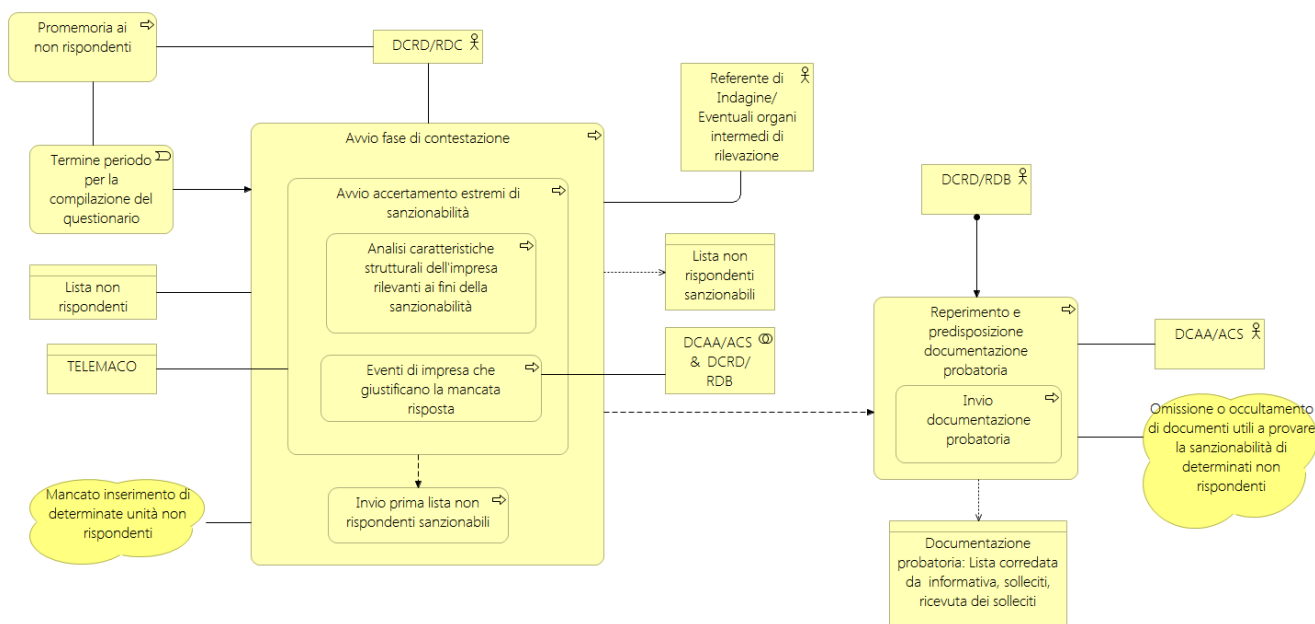 Promemoria ai
non rispondenti
DCRD/RDC
Referente di
Indagine/
Eventuali organi
intermedi di
rilevazione
Avvio fase di contestazione
Termine periodo
per la
compilazione del
questionario
Avvio accertamento estremi di
sanzionabilità
DCRD/RDB
Analisi caratteristiche
strutturali dell'impresa
rilevanti ai fini della
sanzionabilità
Lista non
rispondenti
sanzionabili
Lista non
rispondenti
Reperimento e
predisposizione
documentazione
probatoria
DCAA/ACS
TELEMACO
Eventi di impresa che
giustificano la mancata
risposta
DCAA/ACS
& DCRD/
RDB
Invio
documentazione
probatoria
Omissione o occultamento
di documenti utili a provare
la sanzionabilità di
determinati non
rispondenti
Mancato inserimento di
determinate unità non
rispondenti
Invio prima lista non
rispondenti sanzionabili
Documentazione
probatoria: Lista corredata
da informativa, solleciti,
ricevuta dei solleciti